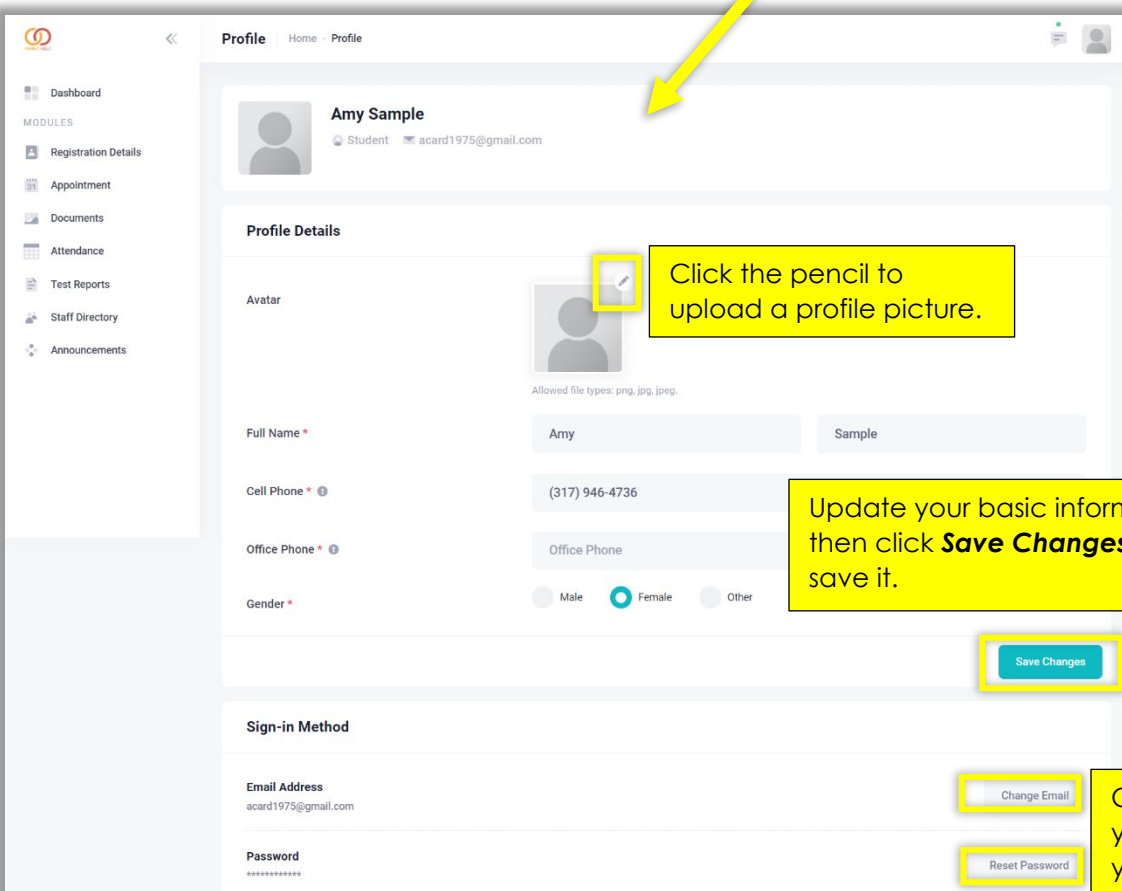 Profile Home - Profile
Dashboard
MODULES
Registration Details
31 Appointment
Documents
Attendance
Test Reports
Staff Directory
Announcements
Amy Sample
Student acard1975@gmail.com
Profile Details
Avatar
Click the pencil to
upload a profile picture.
Allowed file types: png, jpg, jpeg.
Full Name * Amy Sample
Cell Phone * (317) 946-4736
Office Phone * Office Phone
Gender * Male Female Other
Update your basic
then click Save Changes
save it.
Save Changes
Sign-in Method
Email Address
acard1975@gmail.com
Change Email
Password
************
Reset Password